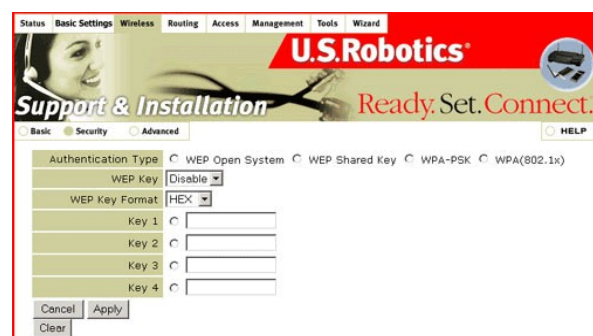 Status Basic Settings Wireless Routing Access Management Tools Wizard
U.S.Robotics
Support & Installation
Ready. Set. Connect.
Basic Security Advanced HELP
Authentication Type WEP Open System WEP Shared Key WPA-PSK WPA(802.1x)
WEP Key Disable
WEP Key Format HEX
Key 1
Key 2
Key 3
Key 4
Cancel Apply
Clear